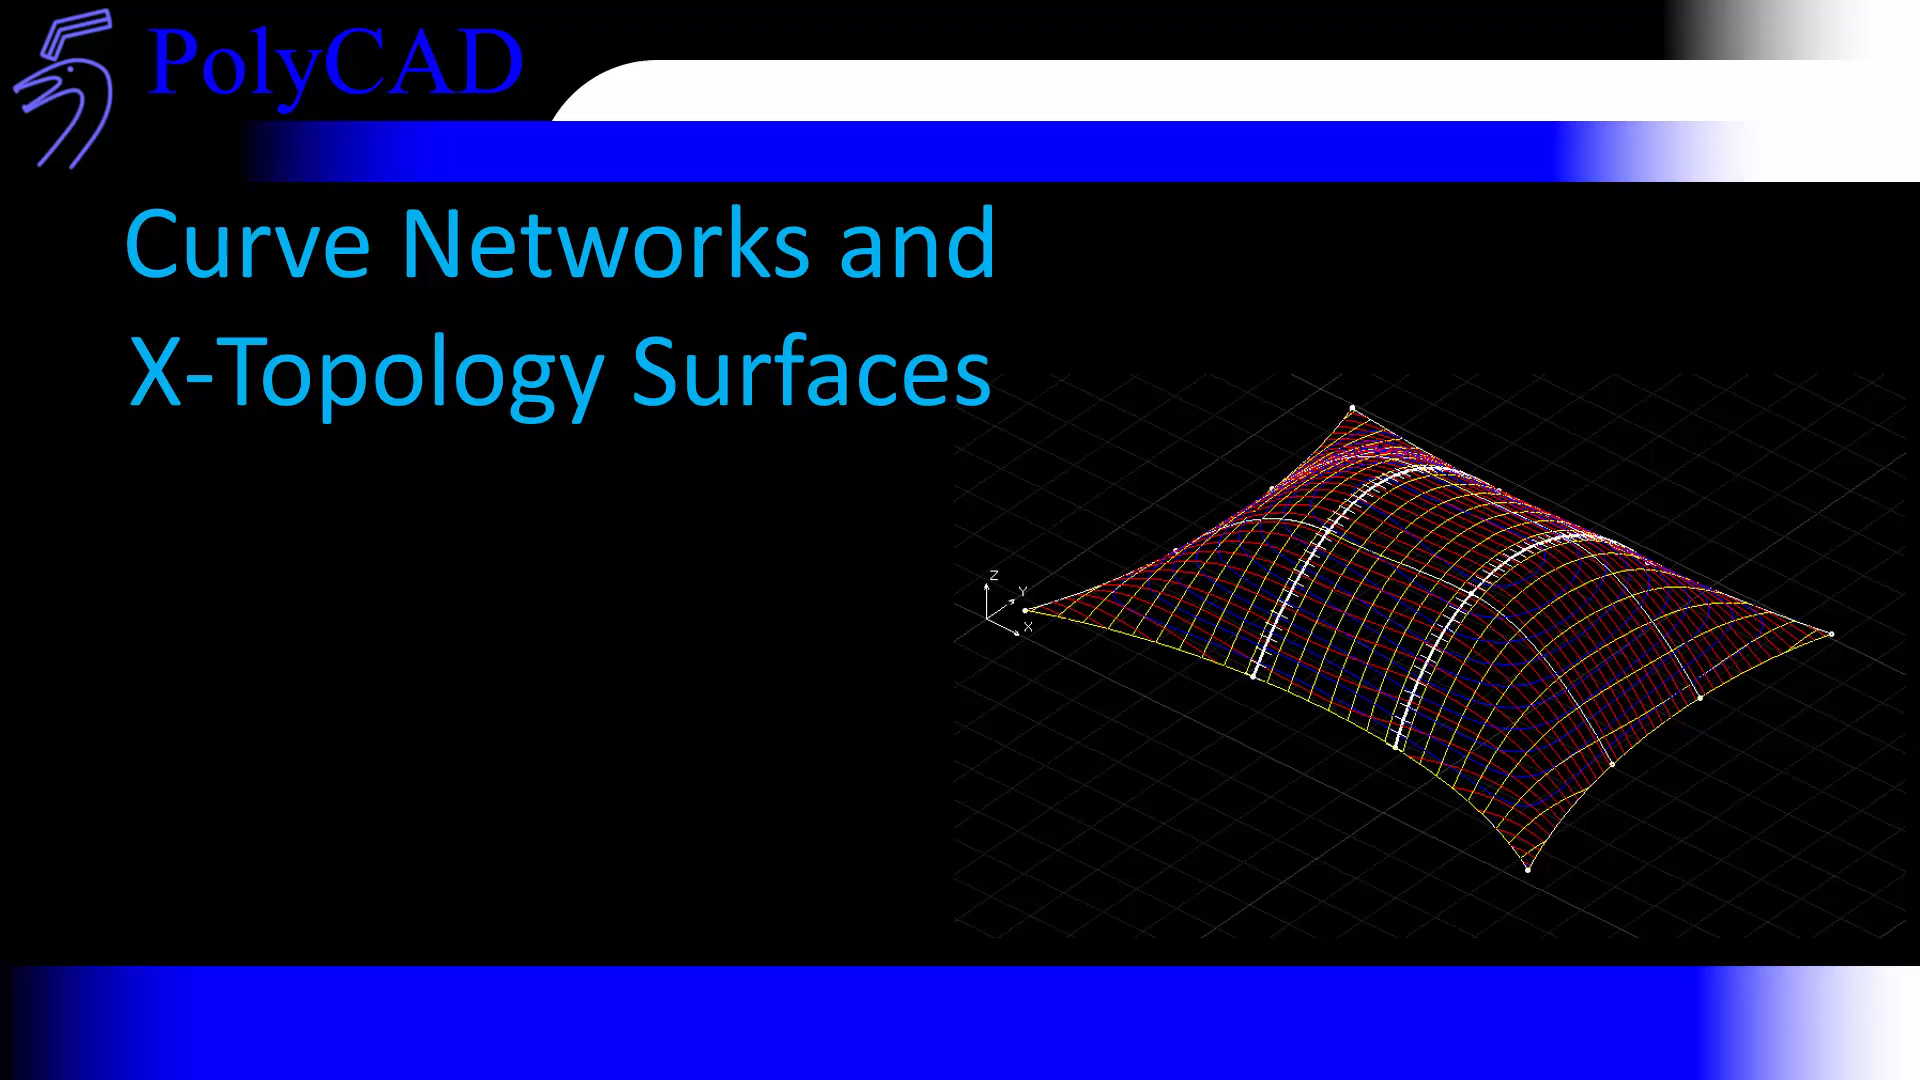 PolyCAD
Curve Networks and
X-Topology Surfaces
Z
Y
X